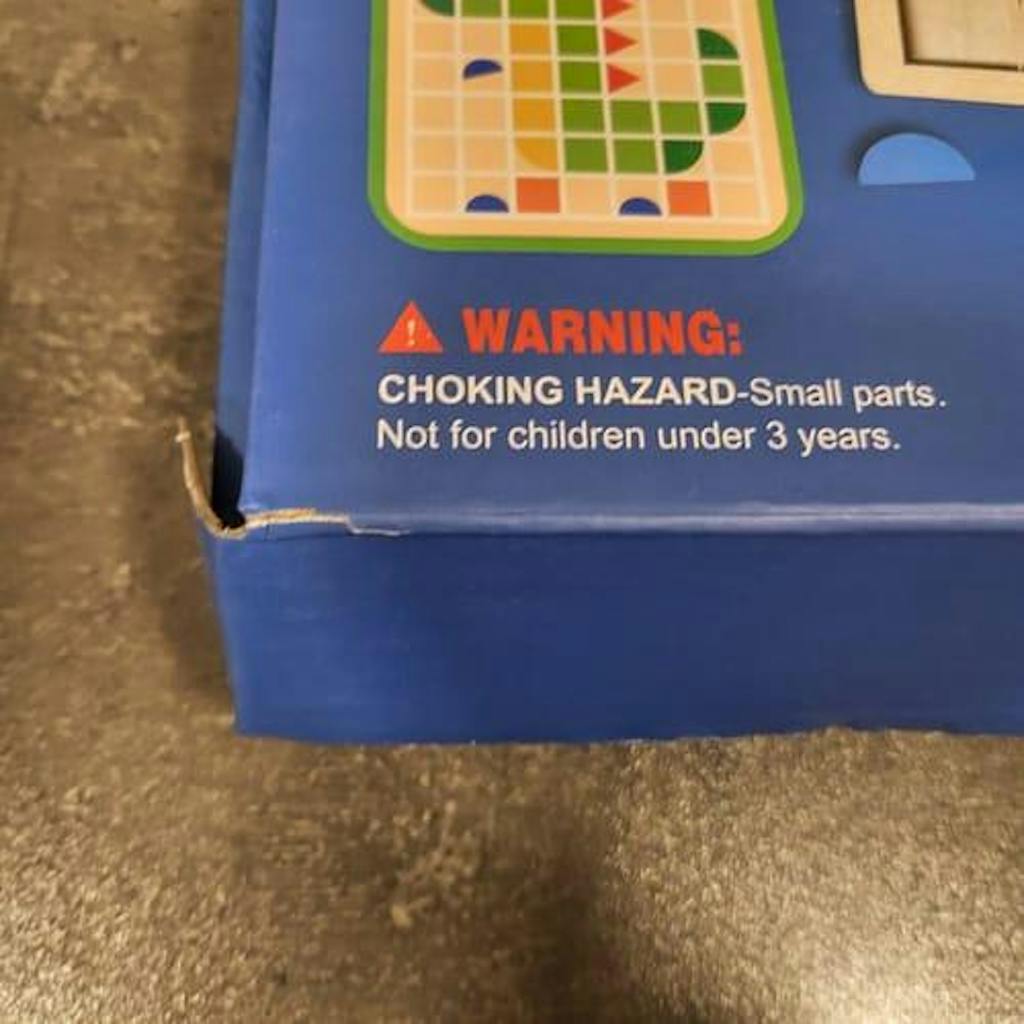 WARNING:
CHOKING HAZARD-Small parts.
Not for children under 3 years.